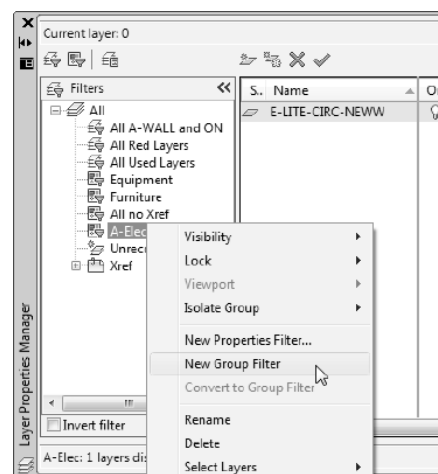 Current layer: 0
Filters
S.. Name
All
E-LITE-CIRC-NEWW
All A-WALL and ON
All Red Layers
All Used Layers
Equipment
Furniture
All no Xref
A-Elec
Unrec
Xref
Visibility
Lock
Viewport
Isolate Group
New Properties Filter...
New Group Filter
Convert to Group Filter
Rename
Delete
Select Layers
Invert filter
A-Elec: 1 layers dis
Layer Properties Manager